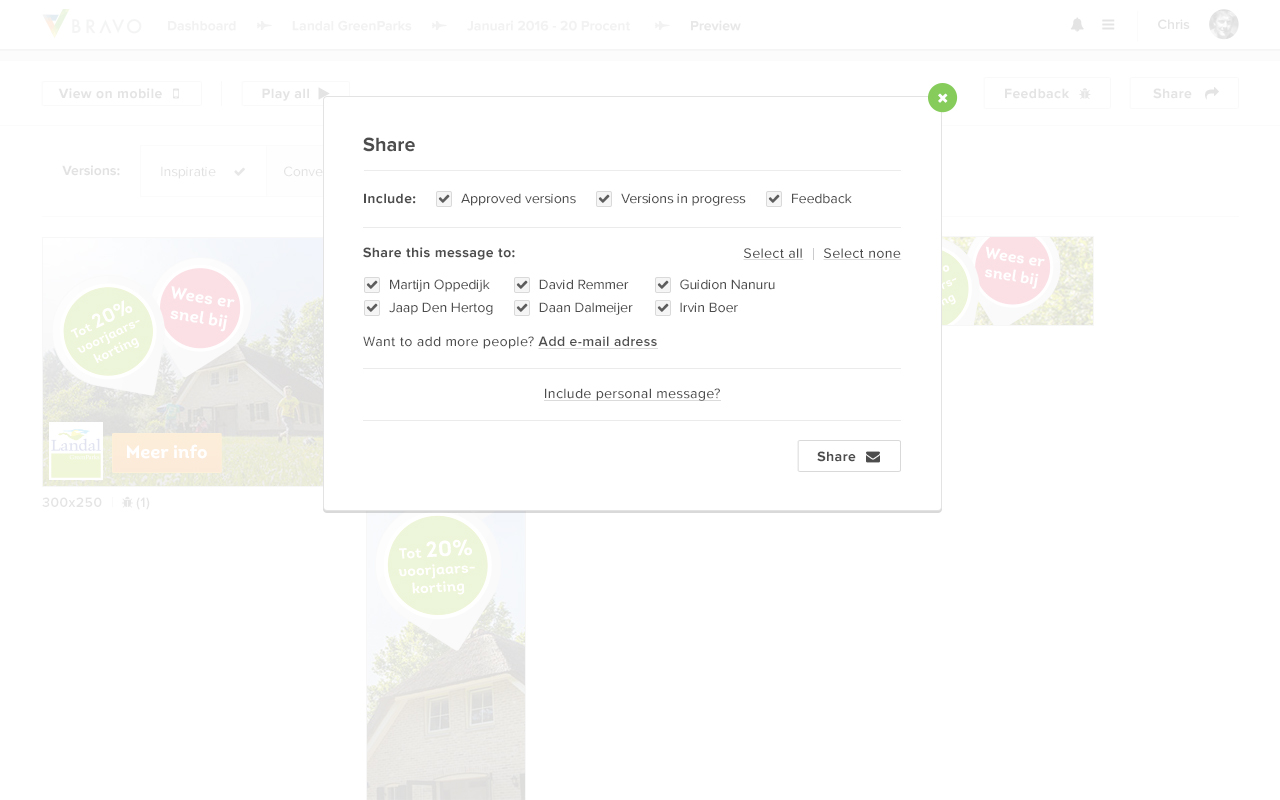 BRAVO Dashboard Landal GreenParks Januari 2016 - 20 Procent Preview Chris
View on mobile Play all Feedback Share
Share
Versions: Inspiratie Conve
Include: Approved versions Versions in progress Feedback
Share this message to: Select all | Select none
Martijn Oppedijk David Remmer Guidion Nanuru
Jaap Den Hertog Daan Dalmeijer Irvin Boer
Want to add more people? Add e-mail adress
Include personal message?
Share
Wees er
snel bij
Tot 20%
voorjaars-
korting
Landal
Meer info
300x250 (1)
Wees er
snel bij
Tot 20%
voorjaars-
korting